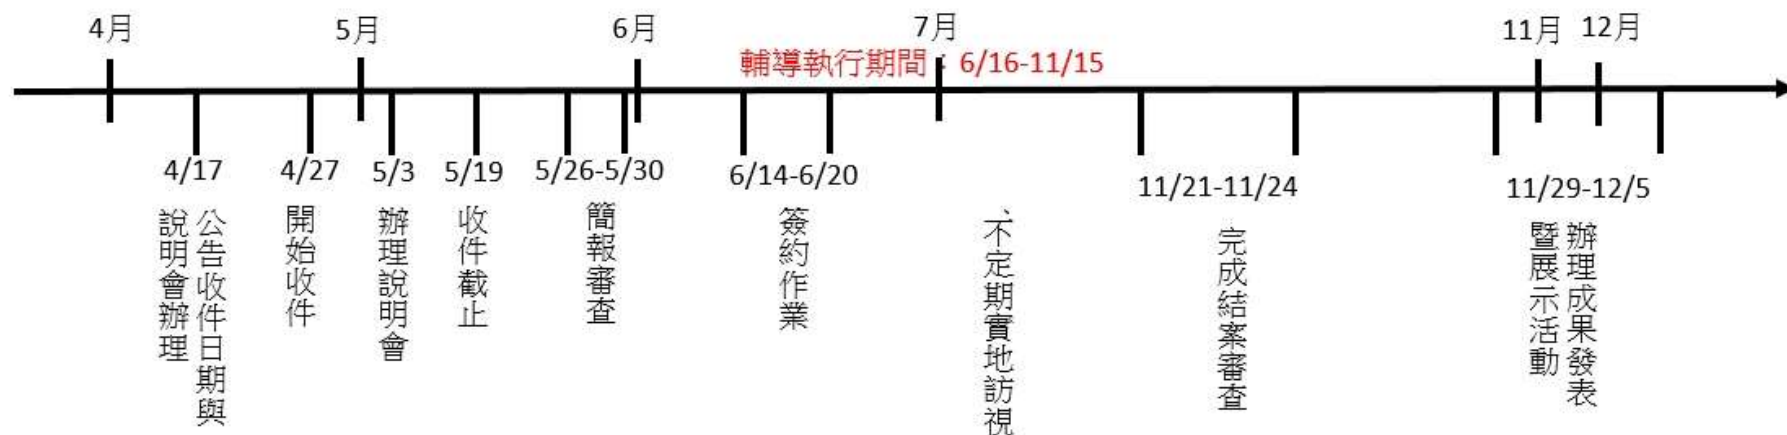 4月
5月
6月
7月
11月
12月
輔導執行期間：6/16-11/15
4/17
公告收件日期與
說明會辦理
4/27
開始收件
5/3
辦理說明會
5/19
收件截止
5/26-5/30
簡報審查
6/14-6/20
簽約作業
、不定期實地訪視
11/21-11/24
完成結案審查
11/29-12/5
辦理成果發表
暨展示活動